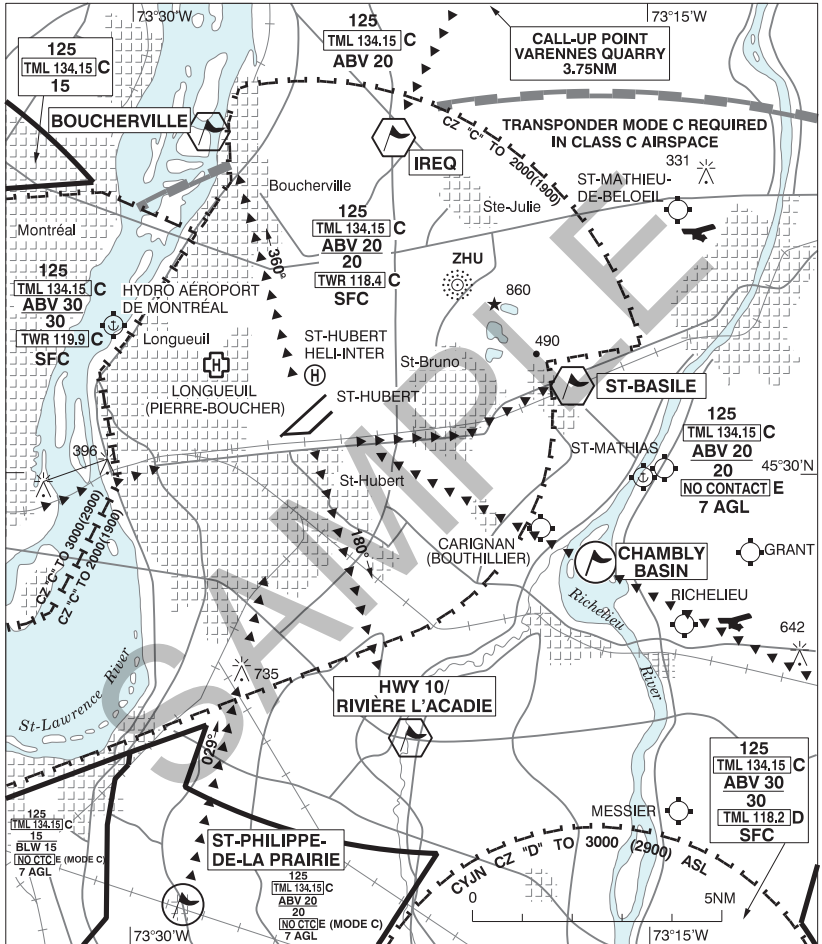 73°30'W
73°15'W
125
TML 134.15 C
15
125
TML 134.15 C
ABV 20
CALL-UP POINT
VARENNES QUARRY
3.75NM
BOUCHERVILLE
IREQ
CZ "C" TO 2000(1900)
TRANSPONDER MODE C REQUIRED
IN CLASS C AIRSPACE
331
ST-MATHIEU-
DE-BELOEIL
Boucherville
Ste-Julie
Montréal
360°
125
TML 134.15 C
ABV 20
20
TWR 118.4 C
SFC
ZHU
860
125
TML 134.15 C
ABV 30
30
TWR 119.9 C
SFC
HYDRO AÉROPORT
DE MONTRÉAL
Longueuil
ST-HUBERT
HELI-INTER
H
H
490
St-Bruno
LONGUEUIL
(PIERRE-BOUCHER)
ST-HUBERT
ST-BASILE
125
TML 134.15 C
ABV 20
20
NO CONTACT E
7 AGL
396
ST-MATHIAS
45°30'N
St-Hubert
180°
CARIGNAN
(BOUTHILLIER)
CHAMBLY
BASIN
GRANT
CZ "C" TO 3000(2900)
CZ "C" TO 2000(1900)
RICHELIEU
Richelieu
River
642
735
HWY 10/
RIVIÈRE L'ACADIE
St-Lawrence River
029°
125
TML 134.15 C
ABV 30
30
TML 118.2 D
SFC
MESSIER
125
TML 134.15 C
15
BLW 15
NO CTC E (MODE C)
7 AGL
ST-PHILIPPE-
DE-LA PRAIRIE
125
TML 134.15 C
ABV 20
20
NO CTC E (MODE C)
7 AGL
CYJN CZ "D" TO 3000 (2900) ASL
0
5NM
73°30'W
73°15'W
SAMPLE